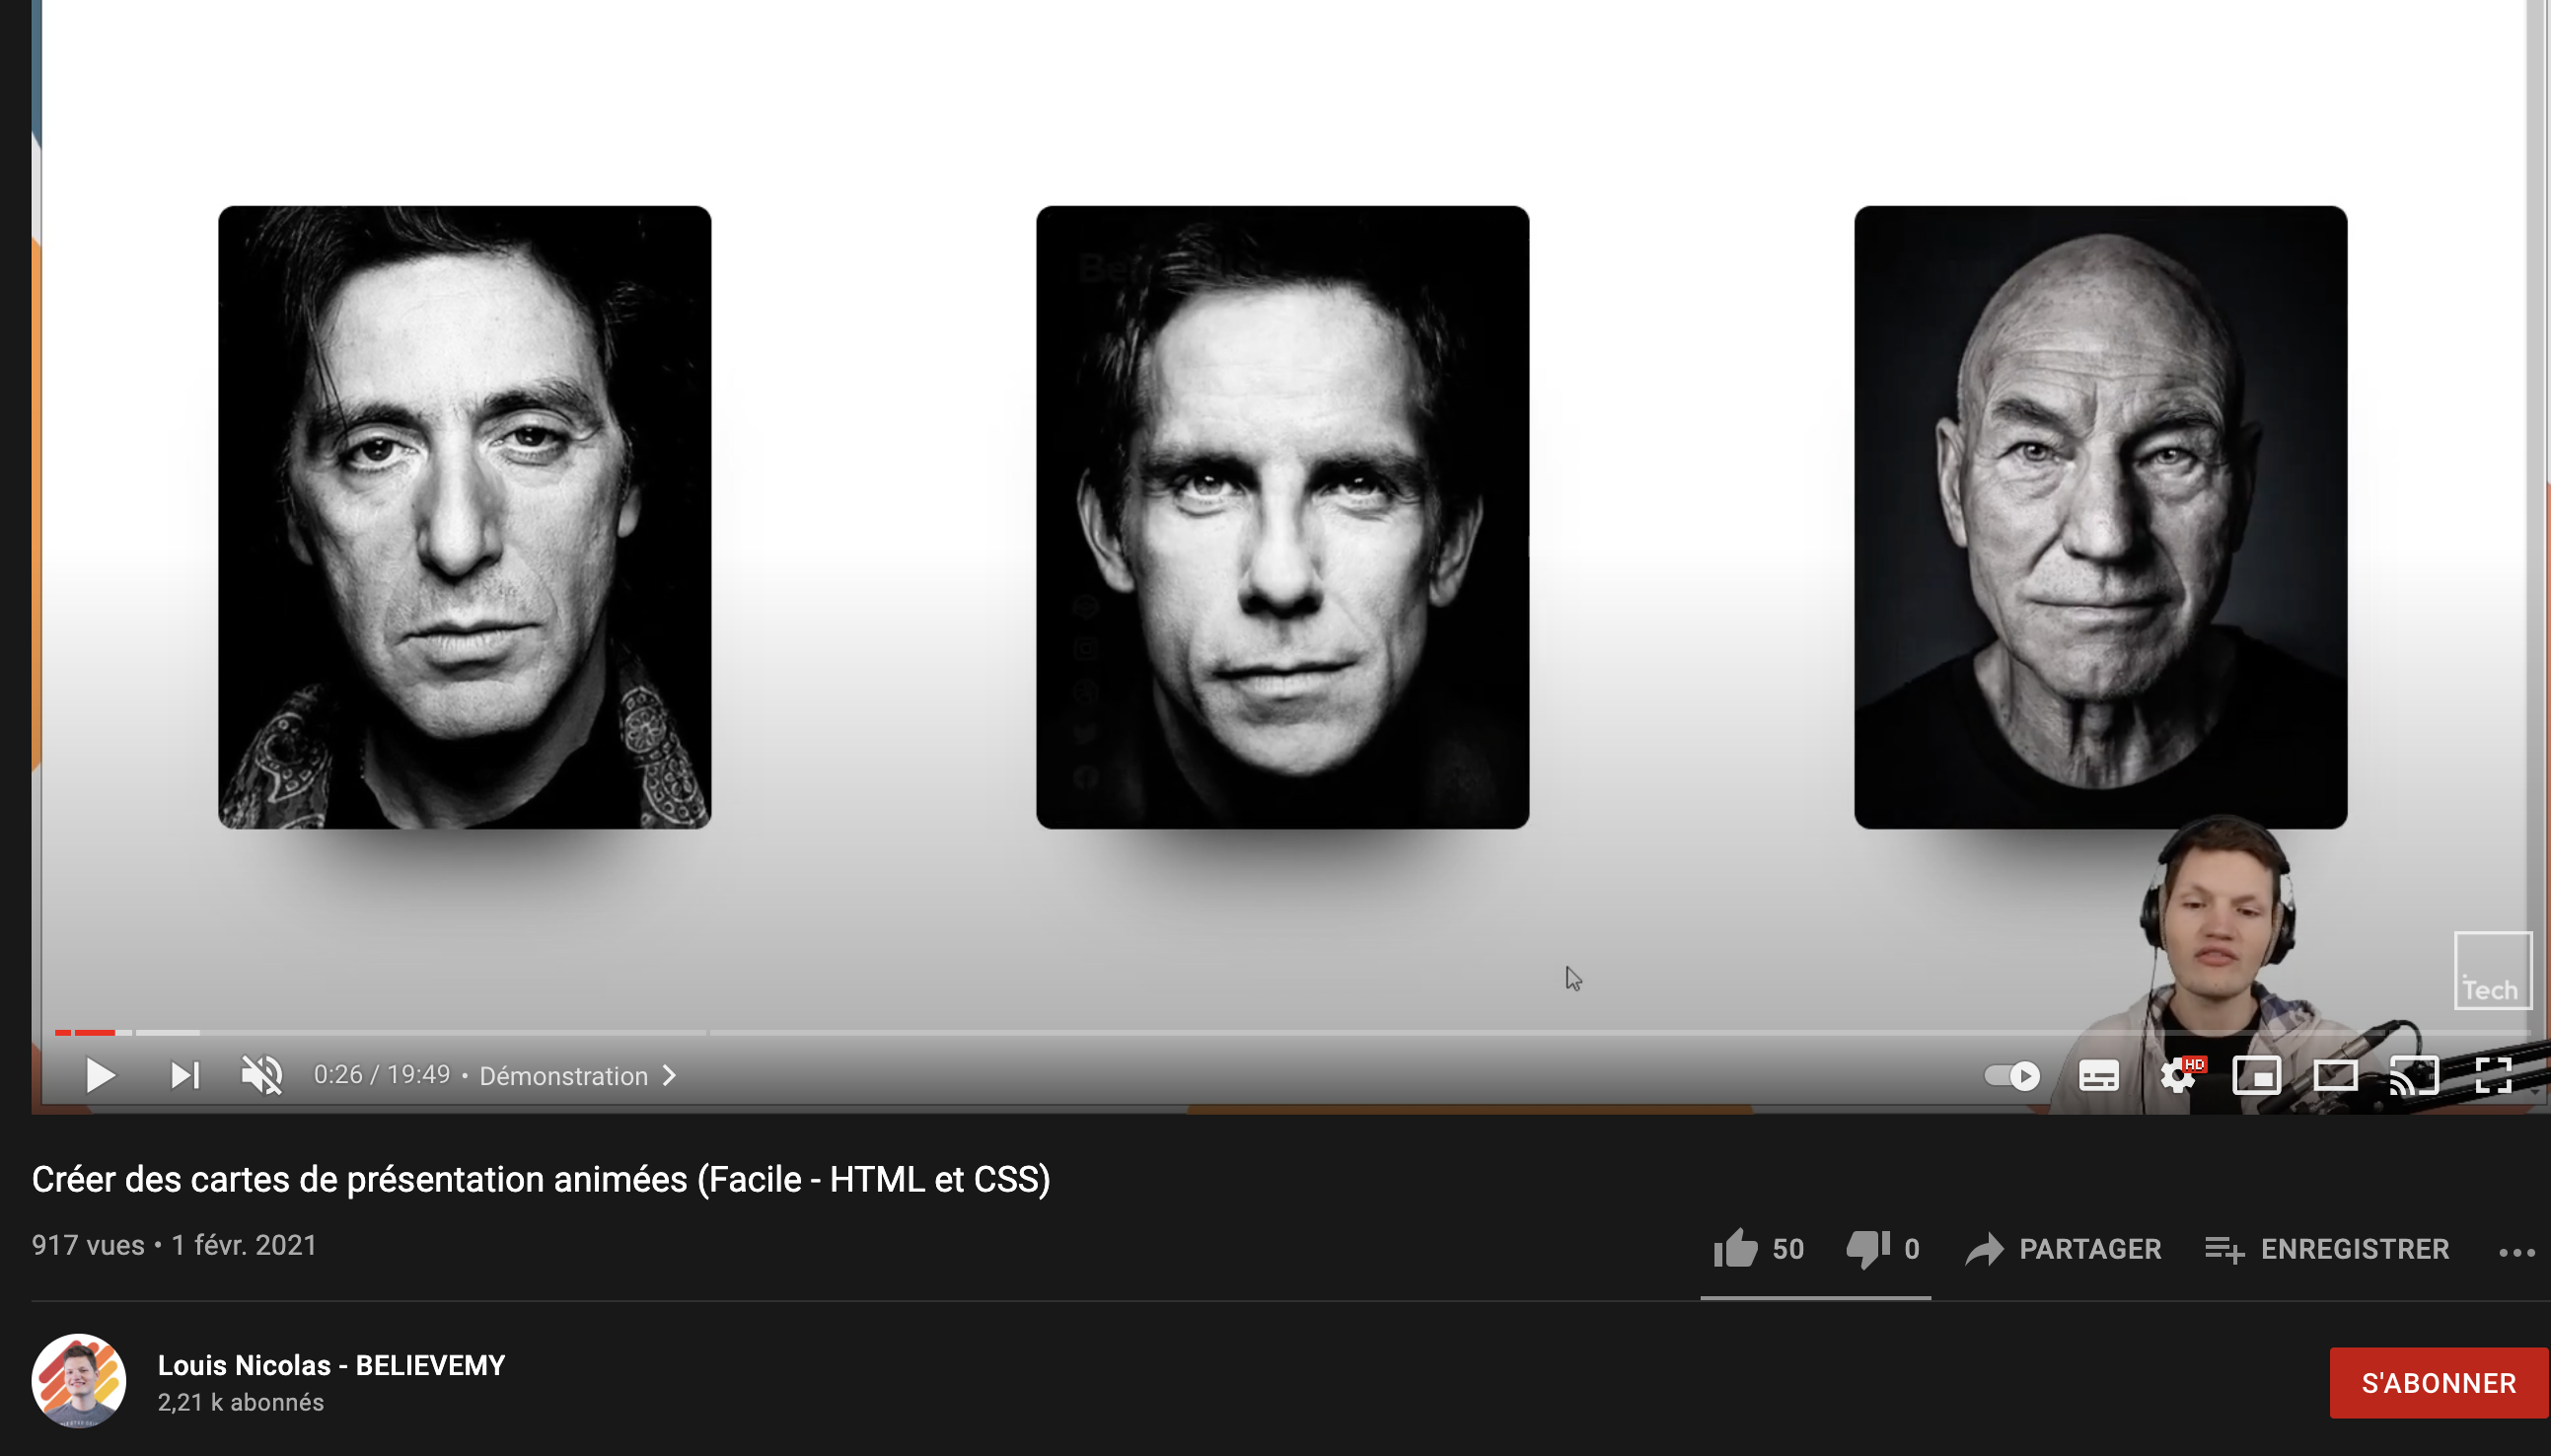 Tech
0:26 / 19:49 • Démonstration
HD
Créer des cartes de présentation animées (Facile - HTML et CSS)
917 vues • 1 févr. 2021
50
0
PARTAGER
ENREGISTRER
Louis Nicolas - BELIEVEMY
2,21 k abonnés
S'ABONNER